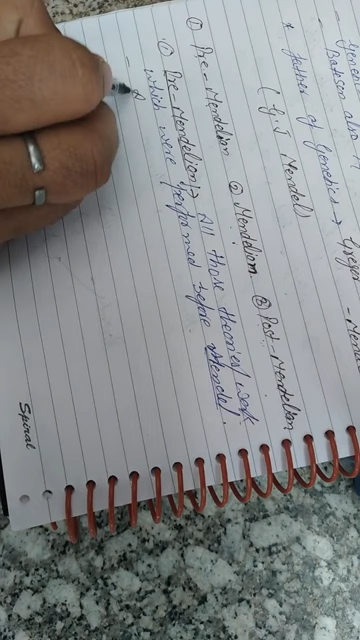 Bateson also
* father of Genetics → Gregor
( G. J Mendel)
① Pre-Mendelian ② Mendelian ③ Post-Mendelian
① Pre-Mendelian → All those theories/work
which were performed before Mendel.
Spiral